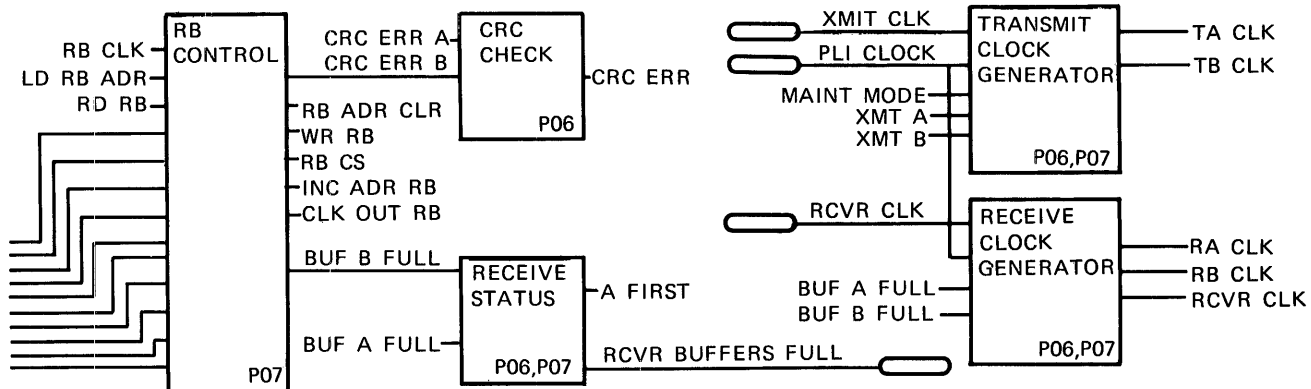 RB
CONTROL
RB CLK
LD RB ADR
RD RB
RB ADR CLR
WR RB
RB CS
INC ADR RB
CLK OUT RB
BUF B FULL
P07
CRC ERR A
CRC ERR B
CRC
CHECK
P06
CRC ERR
RECEIVE
STATUS
A FIRST
BUF A FULL
P06,P07
RCVR BUFFERS FULL
XMIT CLK
PLI CLOCK
MAINT MODE
XMT A
XMT B
TRANSMIT
CLOCK
GENERATOR
P06,P07
TA CLK
TB CLK
RCVR CLK
BUF A FULL
BUF B FULL
RECEIVE
CLOCK
GENERATOR
P06,P07
RA CLK
RB CLK
RCVR CLK